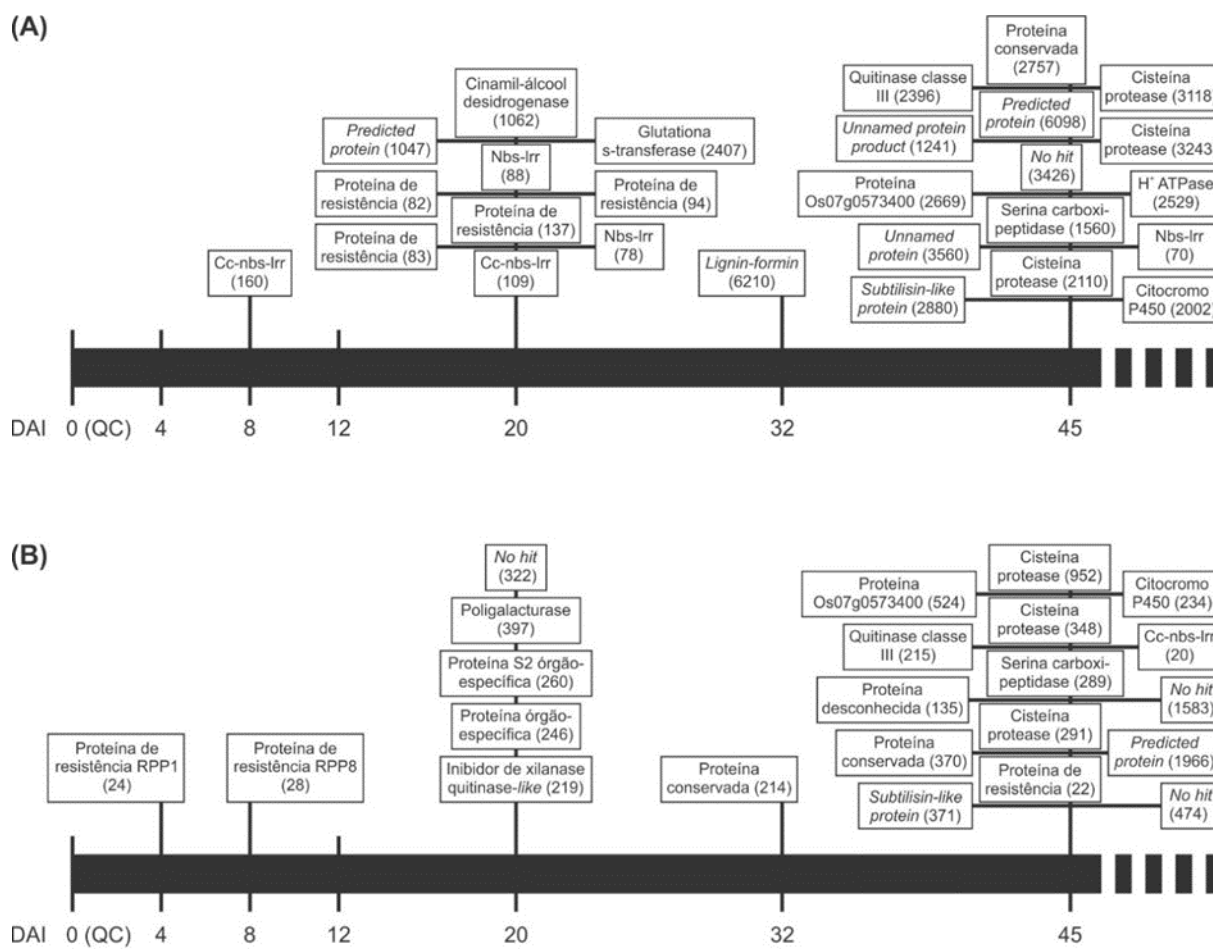 (A)
Proteína
conservada
(2757)
Quitinase classe
III (2396)
Cisteína
protease (3118)
Cinamil-álcool
desidrogenase
(1062)
Predicted
protein (6098)
Predicted
protein (1047)
Glutationa
s-transferase (2407)
Unnamed protein
product (1241)
Cisteína
protease (3243)
Nbs-lrr
(88)
No hit
(3426)
Proteína de
resistência (82)
Proteína de
resistência (94)
Proteína
Os07g0573400 (2669)
H+ ATPase
(2529)
Proteína de
resistência (137)
Serina carboxi-
peptidase (1560)
Proteína de
resistência (83)
Nbs-lrr
(78)
Unnamed
protein (3560)
Nbs-lrr
(70)
Cc-nbs-lrr
(160)
Cc-nbs-lrr
(109)
Lignin-formin
(6210)
Cisteína
protease (2110)
Subtilisin-like
protein (2880)
Citocromo
P450 (2002)
DAI 0 (QC) 4 8 12 20 32 45
(B)
No hit
(322)
Cisteína
protease (952)
Proteína
Os07g0573400 (524)
Citocromo
P450 (234)
Poligalacturase
(397)
Cisteína
protease (348)
Quitinase classe
III (215)
Cc-nbs-lrr
(20)
Proteína S2 órgão-
específica (260)
Serina carboxi-
peptidase (289)
Proteína
desconhecida (135)
No hit
(1583)
Proteína órgão-
específica (246)
Cisteína
protease (291)
Proteína de
resistência RPP1
(24)
Proteína de
resistência RPP8
(28)
Proteína
conservada (370)
Predicted
protein (1966)
Inibidor de xilanase
quitinase-like (219)
Proteína
conservada (214)
Proteína de
resistência (22)
Subtilisin-like
protein (371)
No hit
(474)
DAI 0 (QC) 4 8 12 20 32 45